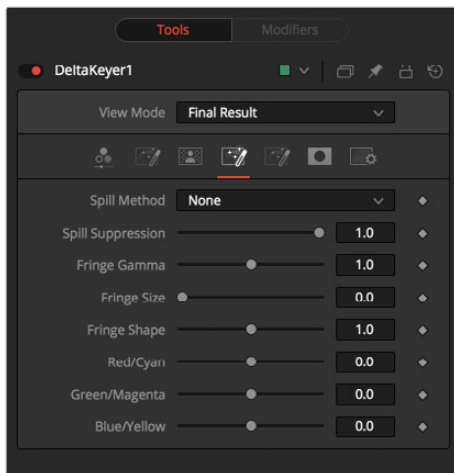 Tools Modifiers
DeltaKeyer1
View Mode Final Result
Spill Method None
Spill Suppression 1.0
Fringe Gamma 1.0
Fringe Size 0.0
Fringe Shape 1.0
Red/Cyan 0.0
Green/Magenta 0.0
Blue/Yellow 0.0